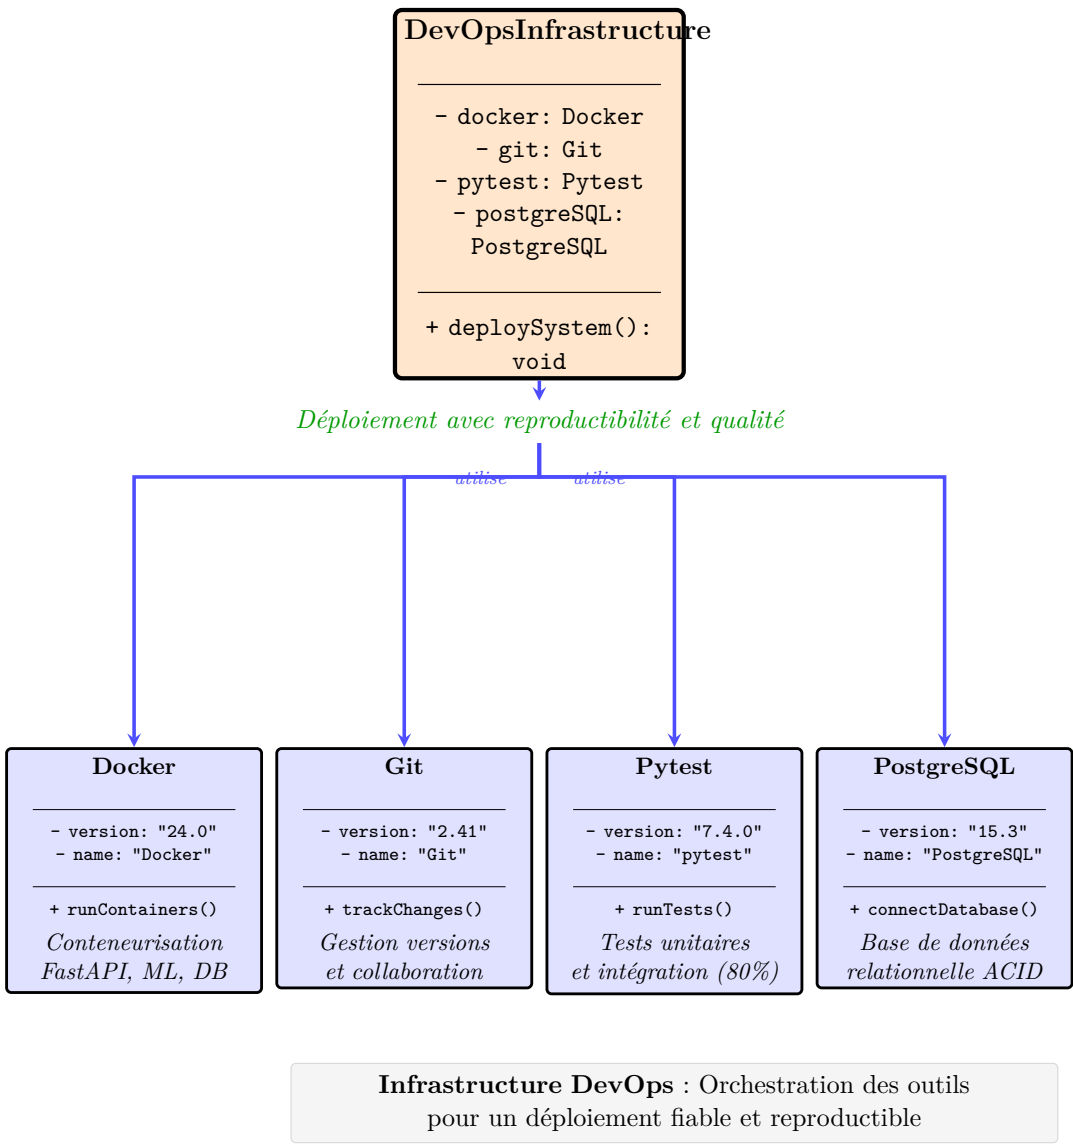 DevOpsInfrastructure
- docker: Docker
- git: Git
- pytest: Pytest
- postgreSQL:
PostgreSQL
+ deploySystem():
void
Déploiement avec reproductibilité et qualité
utilise
utilise
Docker
- version: "24.0"
- name: "Docker"
+ runContainers()
Conteneurisation
FastAPI, ML, DB
Git
- version: "2.41"
- name: "Git"
+ trackChanges()
Gestion versions
et collaboration
Pytest
- version: "7.4.0"
- name: "pytest"
+ runTests()
Tests unitaires
et intégration (80%)
PostgreSQL
- version: "15.3"
- name: "PostgreSQL"
+ connectDatabase()
Base de données
relationnelle ACID
Infrastructure DevOps : Orchestration des outils
pour un déploiement fiable et reproductible